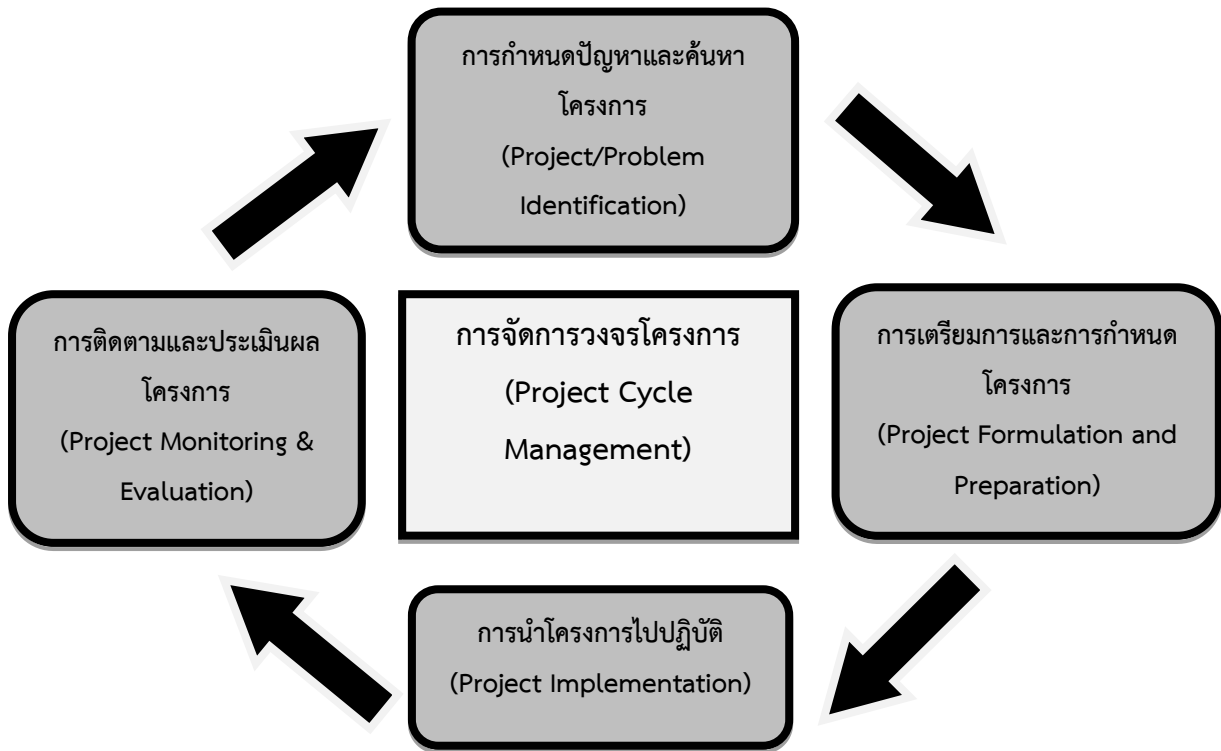 การกำหนดปัญหาและค้นหา
โครงการ
(Project/Problem
Identification)
การติดตามและประเมินผล
โครงการ
(Project Monitoring &
Evaluation)
การจัดการวงจรโครงการ
(Project Cycle
Management)
การเตรียมการและการกำหนด
โครงการ
(Project Formulation and
Preparation)
การนำโครงการไปปฏิบัติ
(Project Implementation)